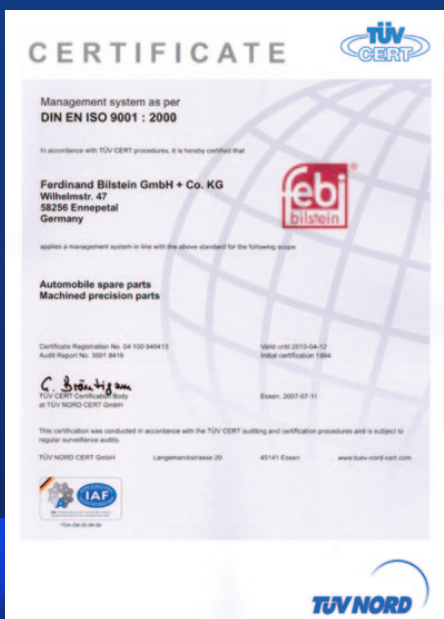 CERTIFICATE
TÜV
CERT
Management system as per
DIN EN ISO 9001 : 2000
In accordance with TÜV CERT procedures, it is hereby certified that
Ferdinand Bilstein GmbH + Co. KG
Wilhelmstr. 47
58256 Ennepetal
Germany
febi
bilstein
®
applies a management system in line with the above standard for the following scope
Automobile spare parts
Machined precision parts
Certificate Registration No. 04 100 940413
Audit Report No. 3501 8416
Valid until 2010-04-12
Initial certification 1994
C. Bräutigam
TÜV CERT Certification Body
at TÜV NORD CERT GmbH
Essen, 2007-07-11
This certification was conducted in accordance with the TÜV CERT auditing and certification procedures and is subject to
regular surveillance audits.
TÜV NORD CERT GmbH Langemarckstrasse 20 45141 Essen www.tuev-nord-cert.com
IAF
TÜV NORD